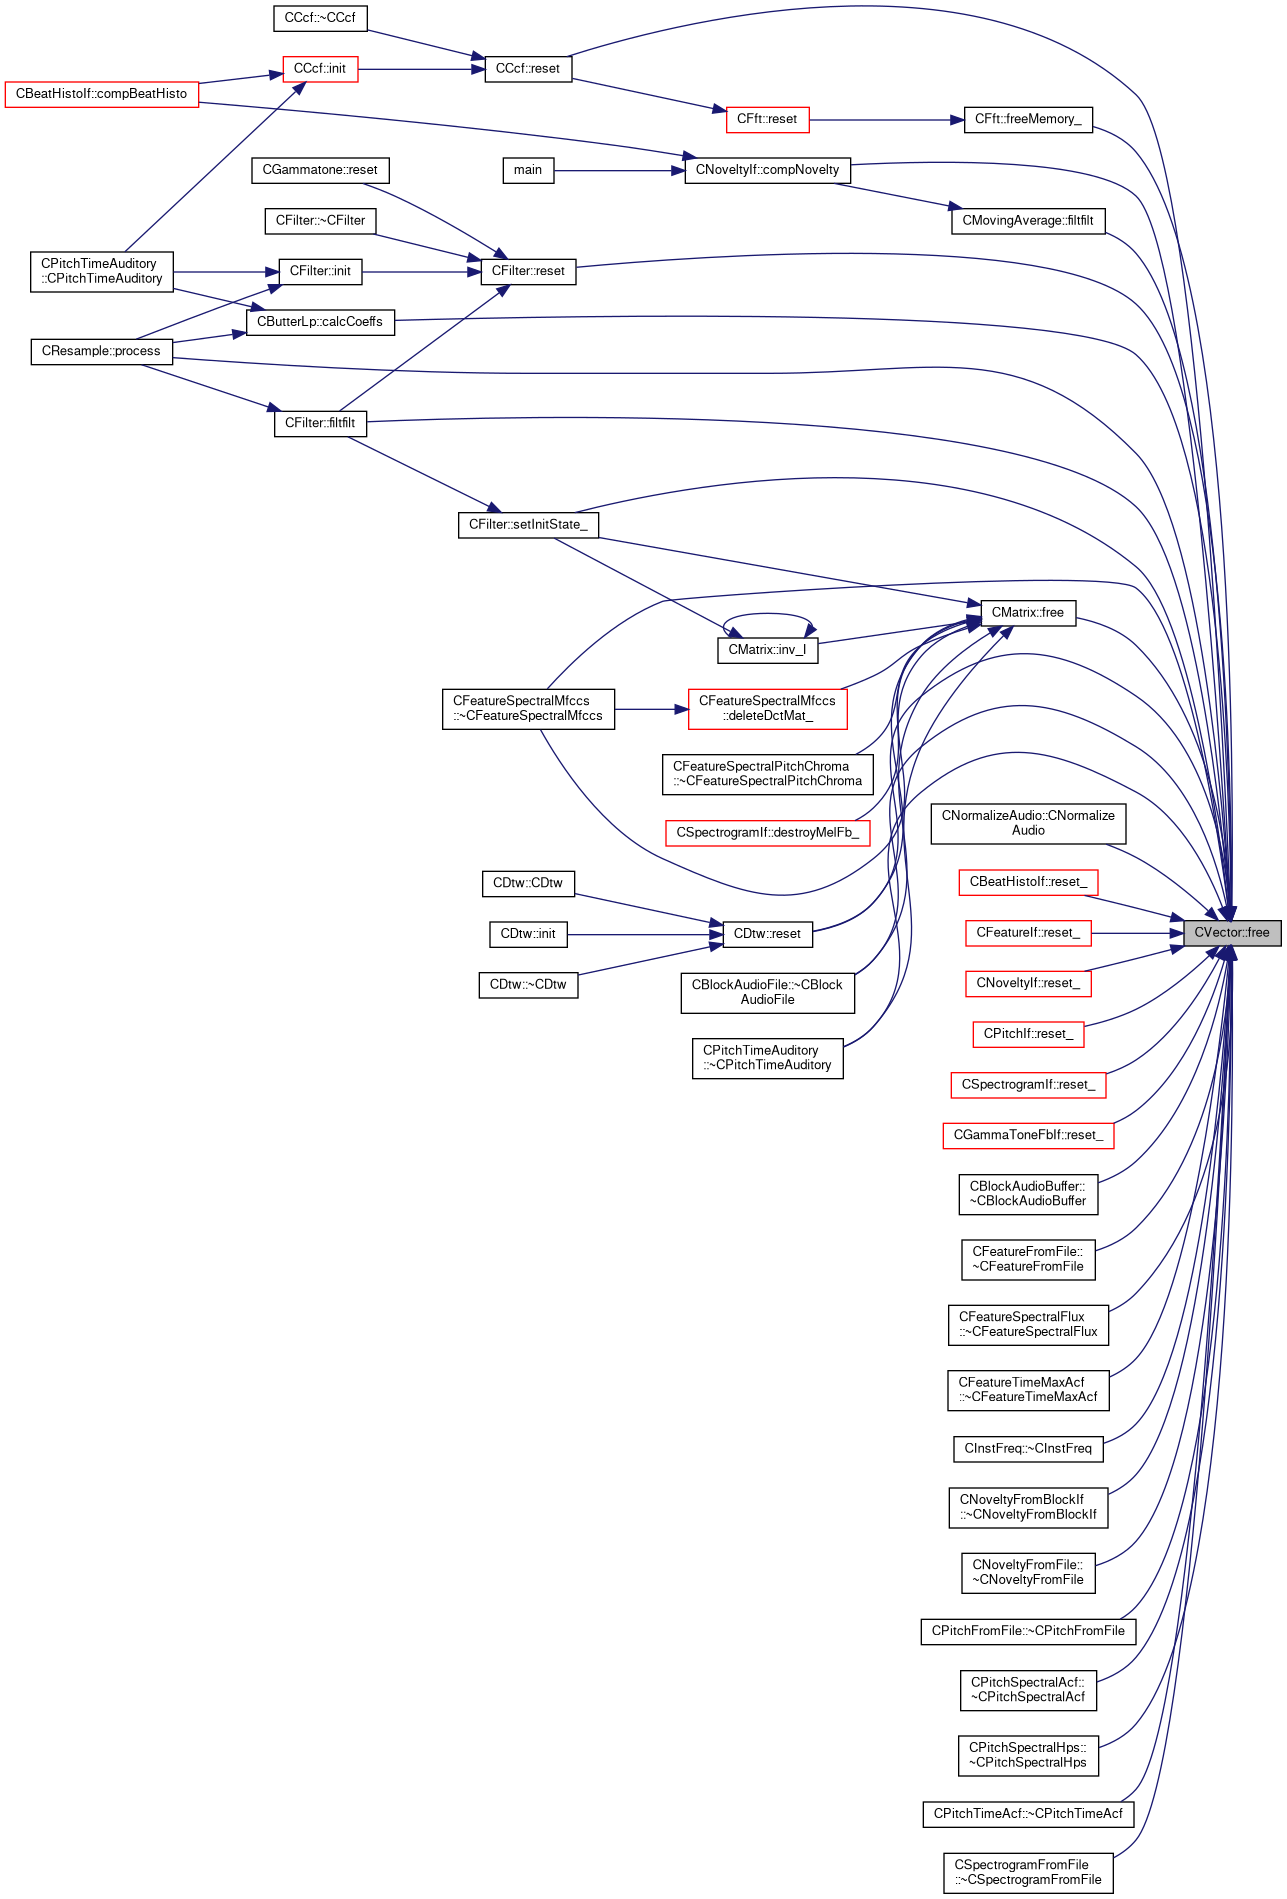 CCcf::~CCcf
CCcf::init
CCcf::reset
CBeatHistoIf::compBeatHisto
CFft::reset
CFft::freeMemory_
CGammatone::reset
main
CNoveltyIf::compNovelty
CFilter::~CFilter
CMovingAverage::filtfilt
CPitchTimeAuditory
::CPitchTimeAuditory
CFilter::init
CFilter::reset
CButterLp::calcCoeffs
CResample::process
CFilter::filtfilt
CFilter::setInitState_
CMatrix::free
CMatrix::inv_I
CFeatureSpectralMfccs
::~CFeatureSpectralMfccs
CFeatureSpectralMfccs
::deleteDctMat_
CFeatureSpectralPitchChroma
::~CFeatureSpectralPitchChroma
CNormalizeAudio::CNormalize
Audio
CSpectrogramIf::destroyMelFb_
CDtw::CDtw
CBeatHistoIf::reset_
CDtw::init
CDtw::reset
CFeatureIf::reset_
CVector::free
CDtw::~CDtw
CBlockAudioFile::~CBlock
AudioFile
CNoveltyIf::reset_
CPitchIf::reset_
CPitchTimeAuditory
::~CPitchTimeAuditory
CSpectrogramIf::reset_
CGammaToneFbIf::reset_
CBlockAudioBuffer::
~CBlockAudioBuffer
CFeatureFromFile::
~CFeatureFromFile
CFeatureSpectralFlux
::~CFeatureSpectralFlux
CFeatureTimeMaxAcf
::~CFeatureTimeMaxAcf
CInstFreq::~CInstFreq
CNoveltyFromBlockIf
::~CNoveltyFromBlockIf
CNoveltyFromFile::
~CNoveltyFromFile
CPitchFromFile::~CPitchFromFile
CPitchSpectralAcf::
~CPitchSpectralAcf
CPitchSpectralHps::
~CPitchSpectralHps
CPitchTimeAcf::~CPitchTimeAcf
CSpectrogramFromFile
::~CSpectrogramFromFile